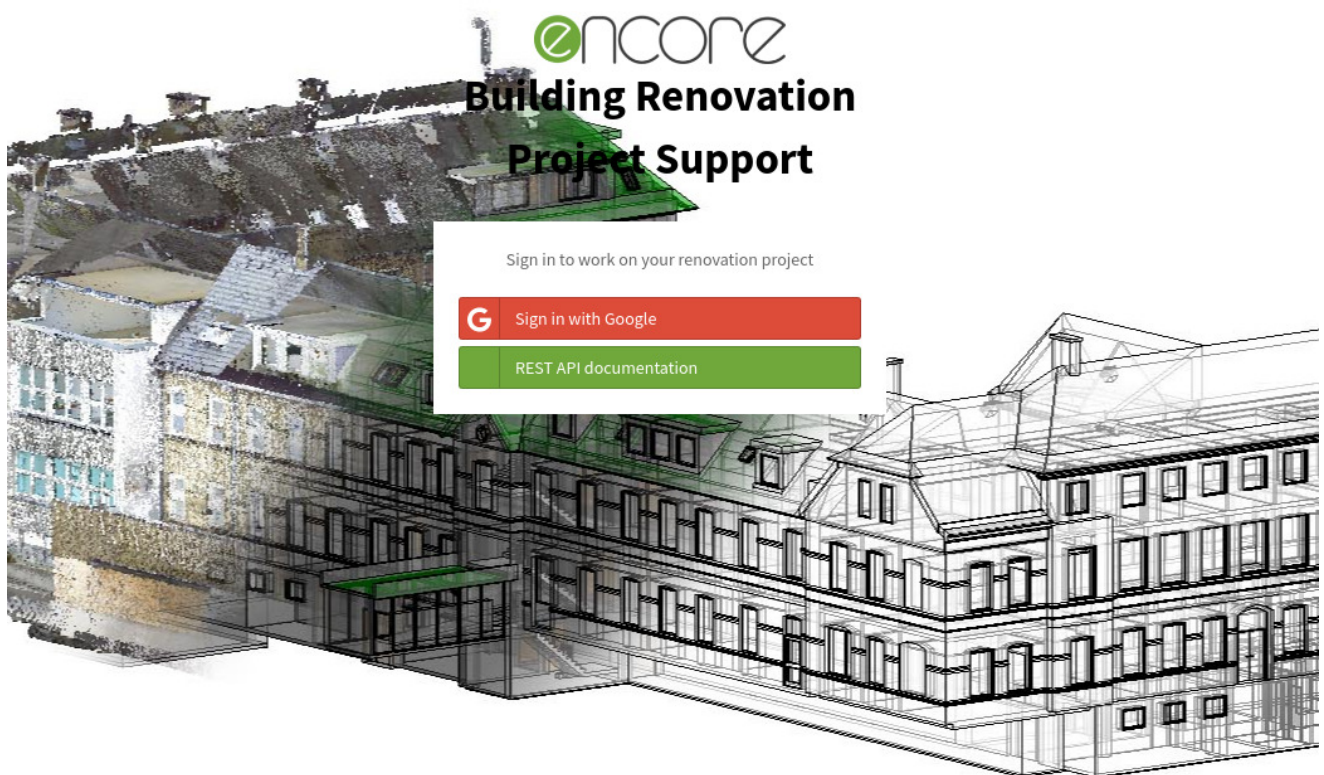 encore
Building Renovation
Project Support
Sign in to work on your renovation project
G Sign in with Google
REST API documentation